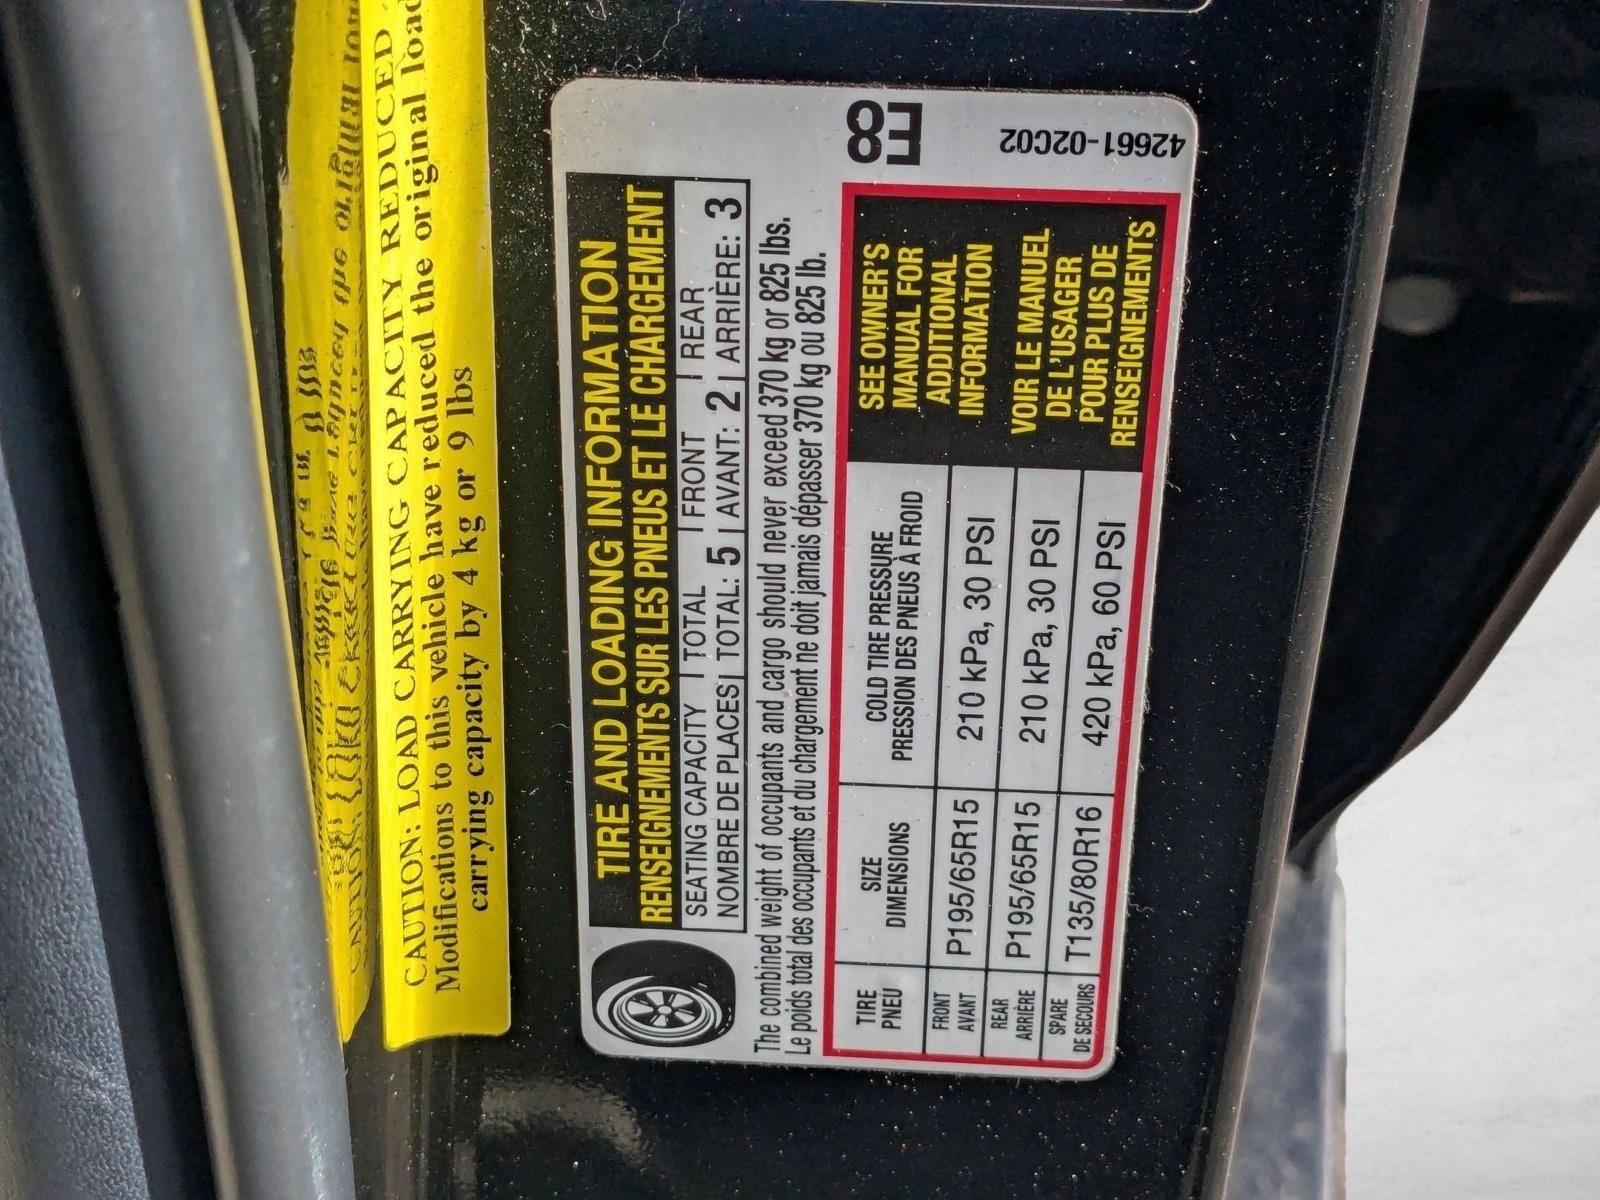 CAUTION: LOAD CARRYING CAPACITY REDUCED
Modifications to this vehicle have reduced the original load
carrying capacity by 4 kg or 9 lbs
E8
42661-02C02
TIRE AND LOADING INFORMATION
RENSEIGNEMENTS SUR LES PNEUS ET LE CHARGEMENT
SEATING CAPACITY | TOTAL | FRONT | REAR
NOMBRE DE PLACES | TOTAL: 5 | AVANT: 2 | ARRIÈRE: 3
The combined weight of occupants and cargo should never exceed 370 kg or 825 lbs.
Le poids total des occupants et du chargement ne doit jamais dépasser 370 kg ou 825 lb.
TIRE SIZE COLD TIRE PRESSURE
PNEU DIMENSIONS PRESSION DES PNEUS À FROID
FRONT
AVANT P195/65R15 210 kPa, 30 PSI
REAR
ARRIÈRE P195/65R15 210 kPa, 30 PSI
SPARE
DE SECOURS T135/80R16 420 kPa, 60 PSI
SEE OWNER'S
MANUAL FOR
ADDITIONAL
INFORMATION
VOIR LE MANUEL
DE L'USAGER
POUR PLUS DE
RENSEIGNEMENTS